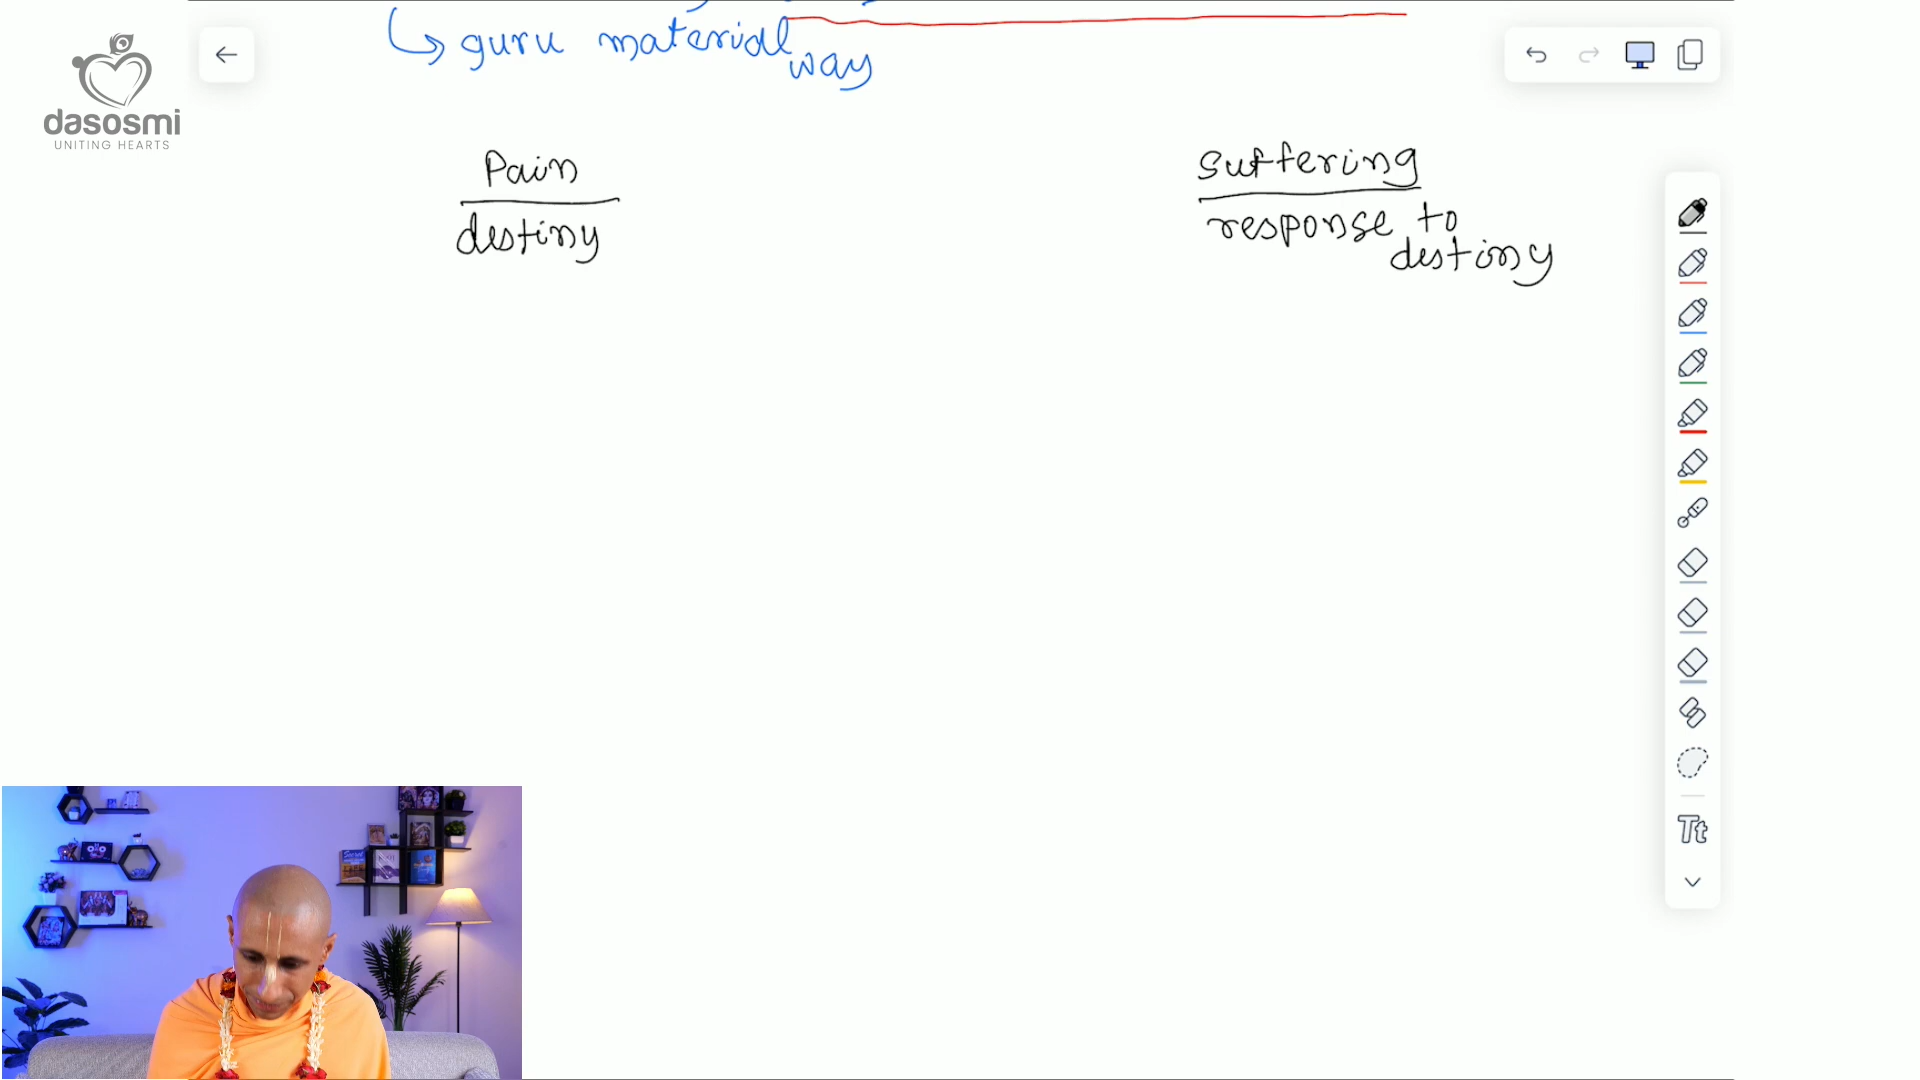 guru material
way
dasosmi
UNITING HEARTS
Pain
destiny
suffering
response to
destiny
Tt